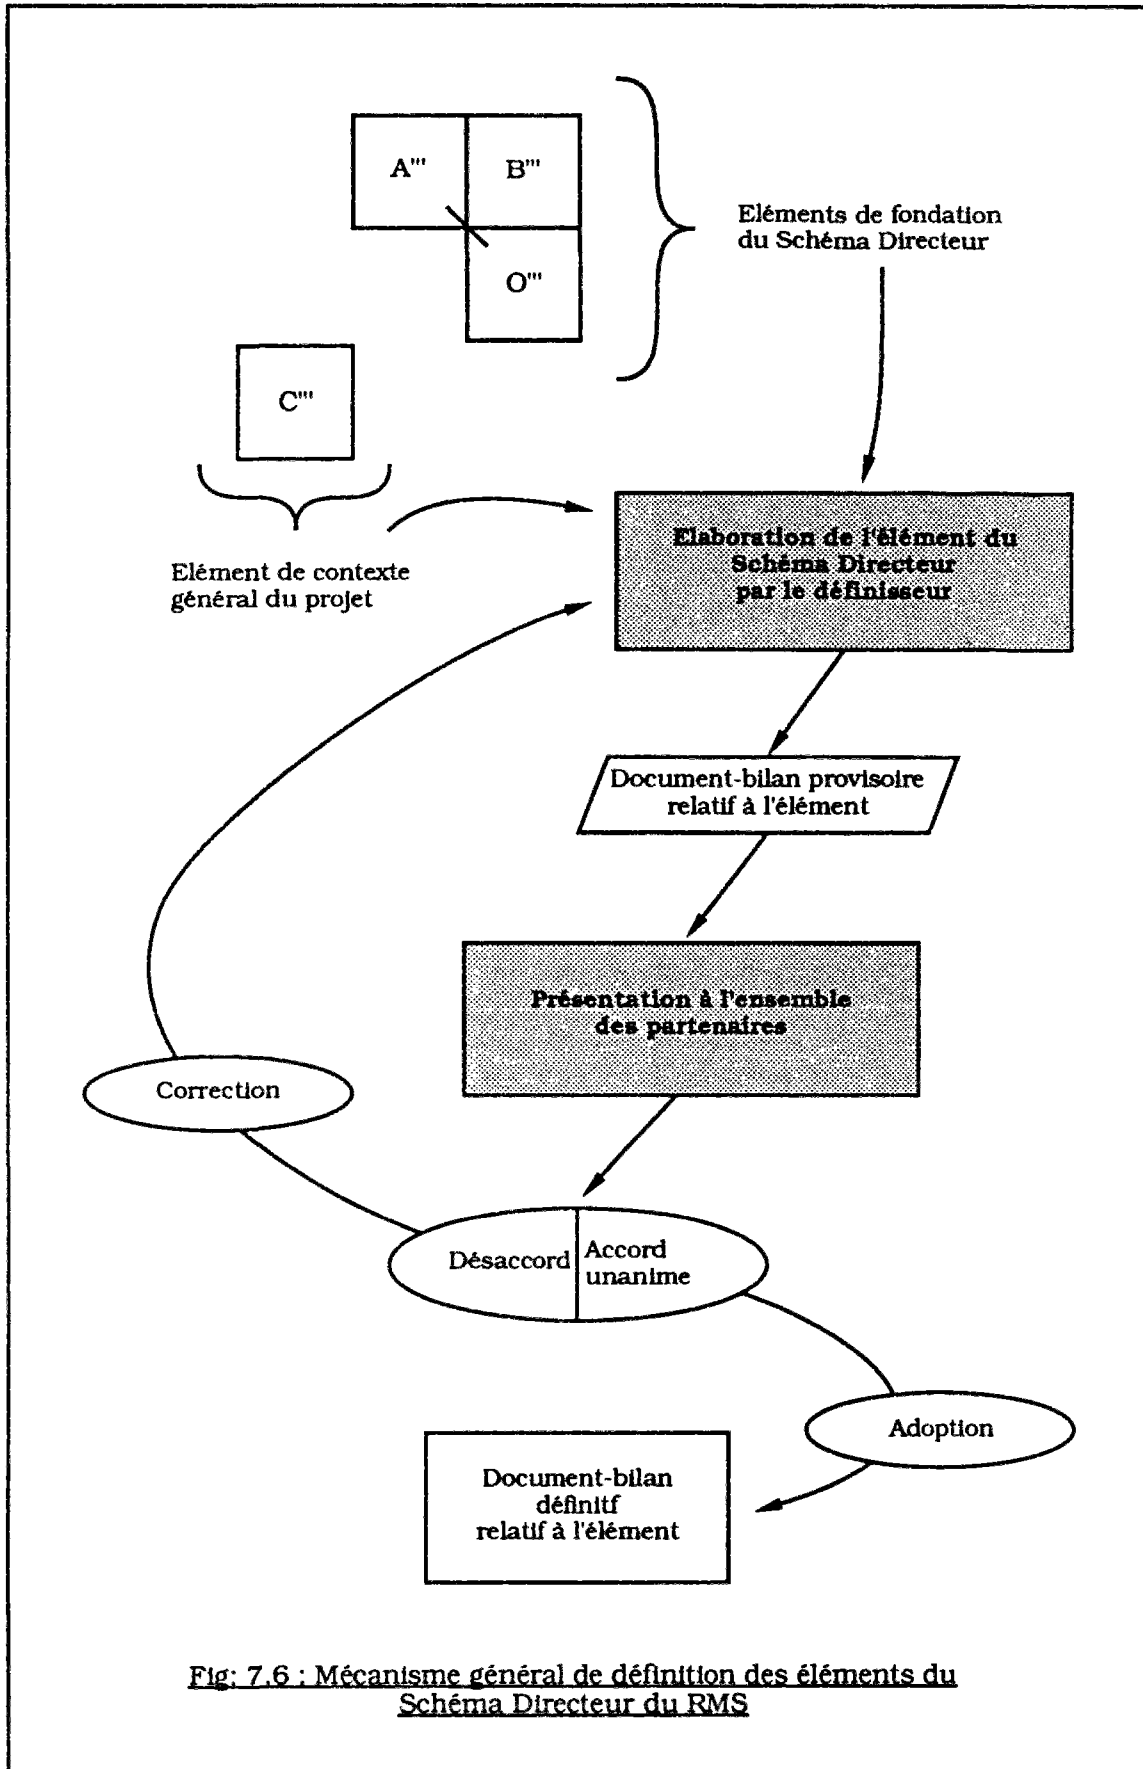 A'''
B'''
O'''
Eléments de fondation
du Schéma Directeur
C'''
Elément de contexte
général du projet
Elaboration de l'élément du
Schéma Directeur
par le définisseur
Document-bilan provisoire
relatif à l'élément
Présentation à l'ensemble
des partenaires
Correction
Désaccord
Accord
unanime
Adoption
Document-bilan
définitf
relatif à l'élément
Fig: 7.6 : Mécanisme général de définition des éléments du
Schéma Directeur du RMS